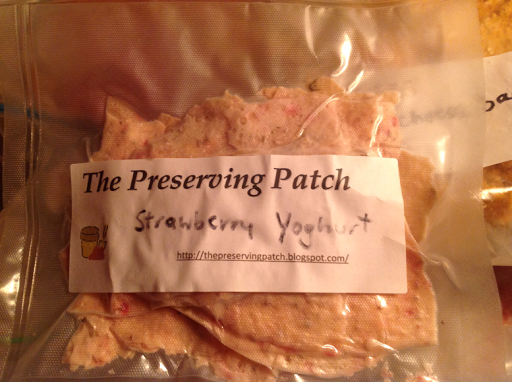 The Preserving Patch
Strawberry Yoghurt
http://thepreservingpatch.blogspot.com/